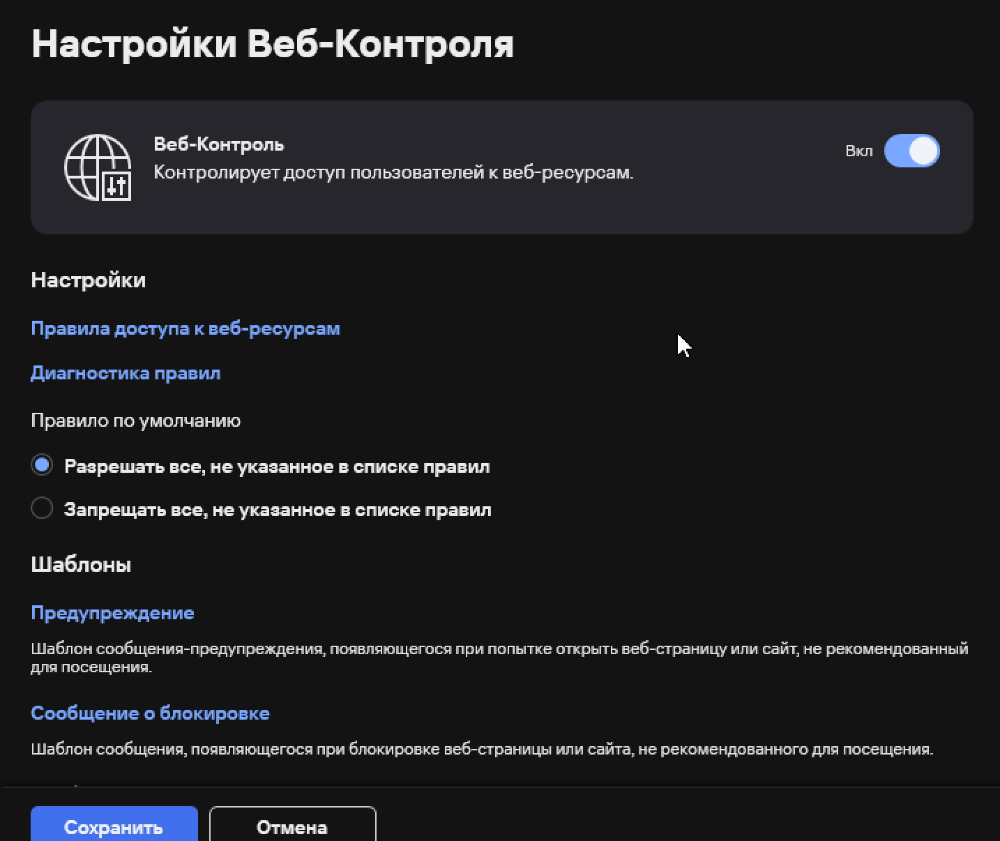 Настройки Веб-Контроля
Веб-Контроль
Контролирует доступ пользователей к веб-ресурсам.
Вкл
Настройки
Правила доступа к веб-ресурсам
Диагностика правил
Правило по умолчанию
Разрешать все, не указанное в списке правил
Запрещать все, не указанное в списке правил
Шаблоны
Предупреждение
Шаблон сообщения-предупреждения, появляющегося при попытке открыть веб-страницу или сайт, не рекомендованный
для посещения.
Сообщение о блокировке
Шаблон сообщения, появляющегося при блокировке веб-страницы или сайта, не рекомендованного для посещения.
Сохранить
Отмена